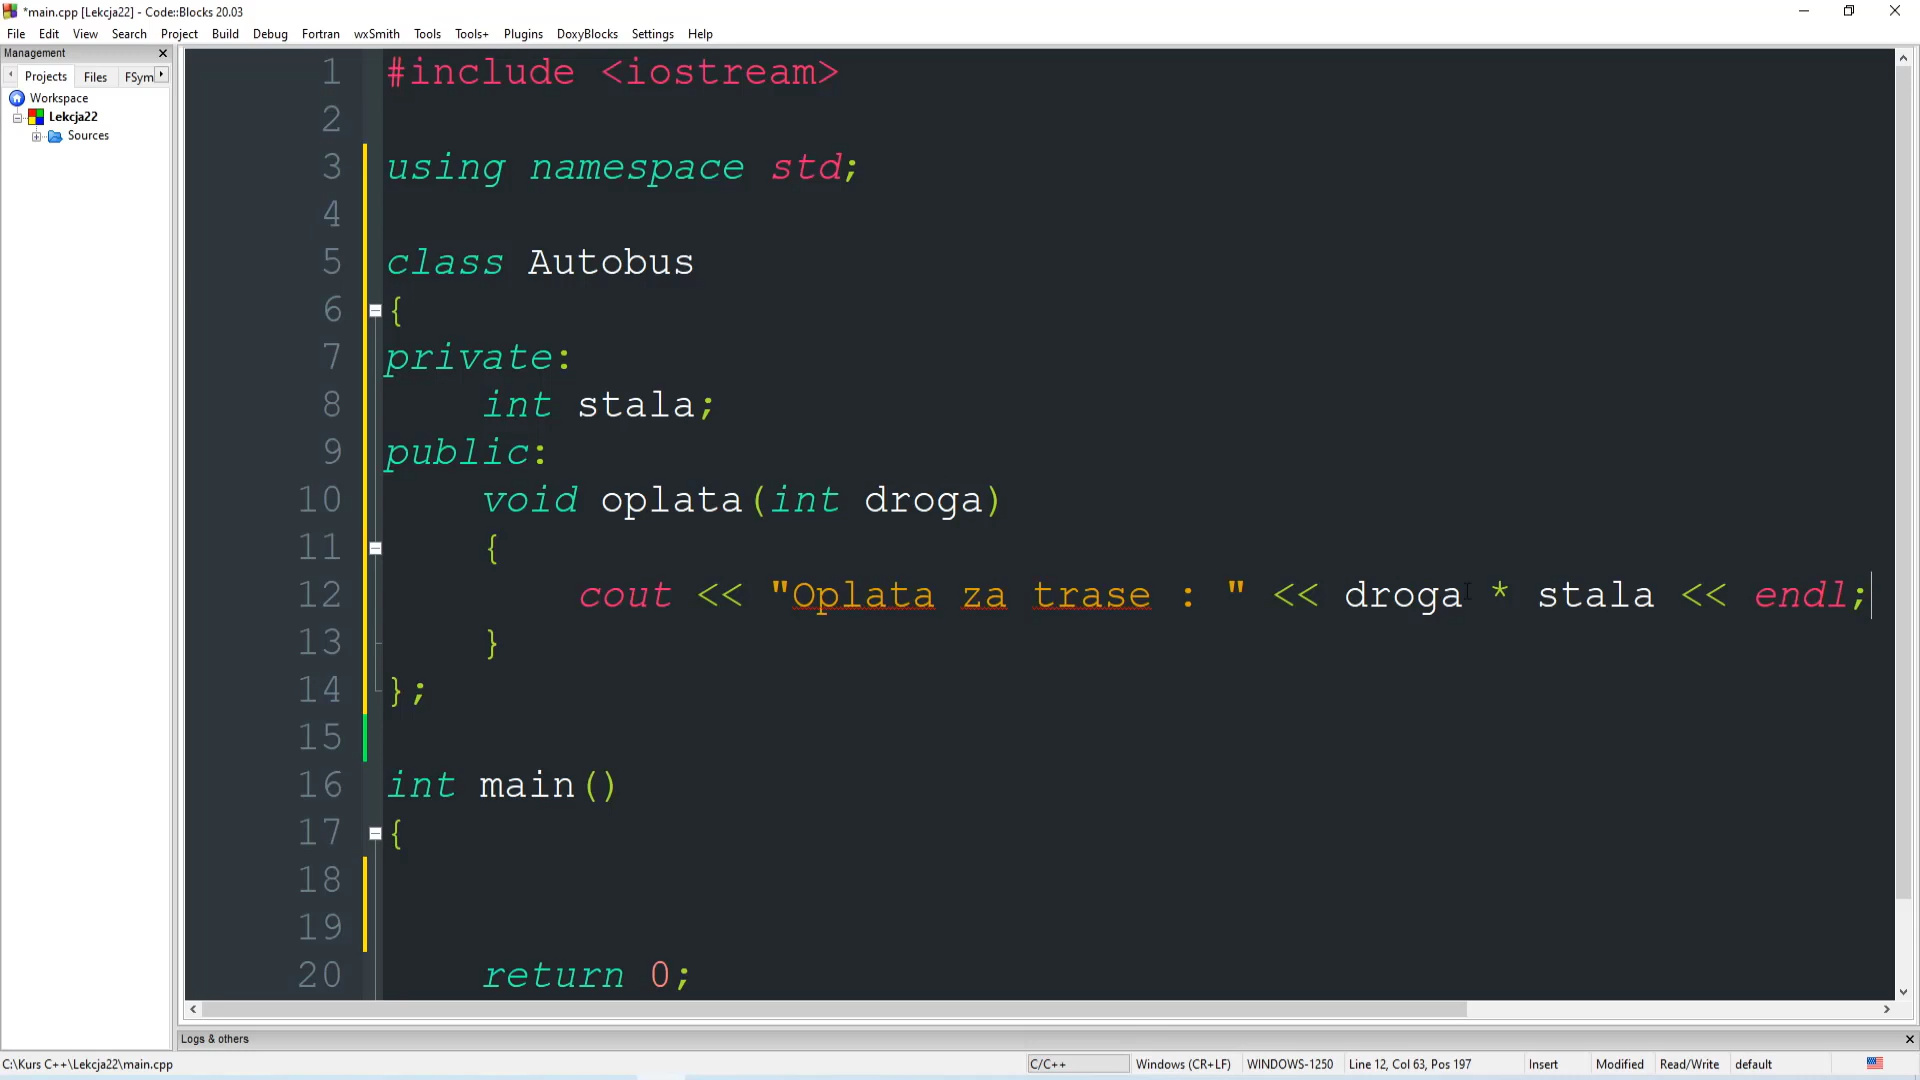 *main.cpp [Lekcja22] - Code::Blocks 20.03
File Edit View Search Project Build Debug Fortran wxSmith Tools Tools+ Plugins DoxyBlocks Settings Help
Management
Projects Files FSym
Workspace
Lekcja22
Sources
1 #include <iostream>
2
3 using namespace std;
4
5 class Autobus
6 {
7 private:
8 int stala;
9 public:
10 void oplata(int droga)
11 {
12 cout << "Oplata za trase : " << droga * stala << endl;
13 }
14 };
15
16 int main()
17 {
18
19
20 return 0;
Logs & others
C:\Kurs C++\Lekcja22\main.cpp C/C++ Windows (CR+LF) WINDOWS-1250 Line 12, Col 63, Pos 197 Insert Modified Read/Write default